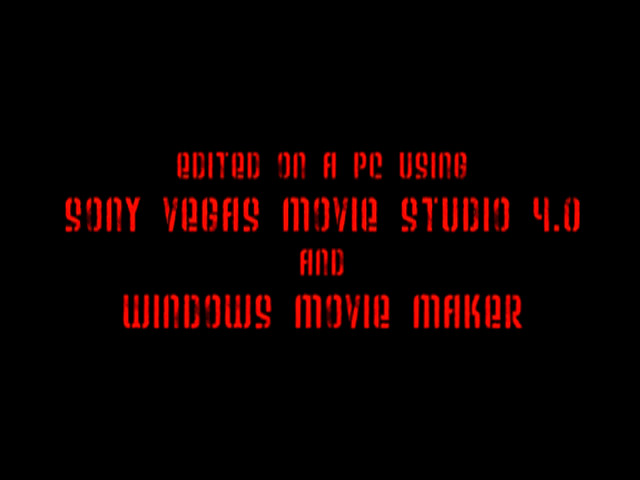 EDITED ON A PC USING
SONY VEGAS MOVIE STUDIO 4.0
AND
WINDOWS MOVIE MAKER